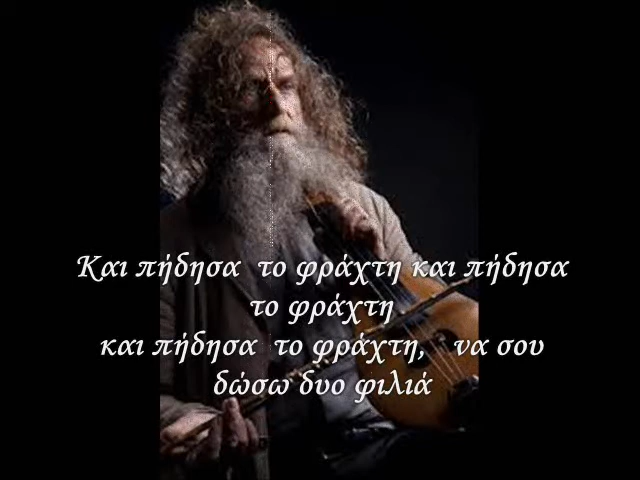 Και πήδησα το φράχτη και πήδησα
το φράχτη
και πήδησα το φράχτη, να σου
δώσω δυο φιλιά